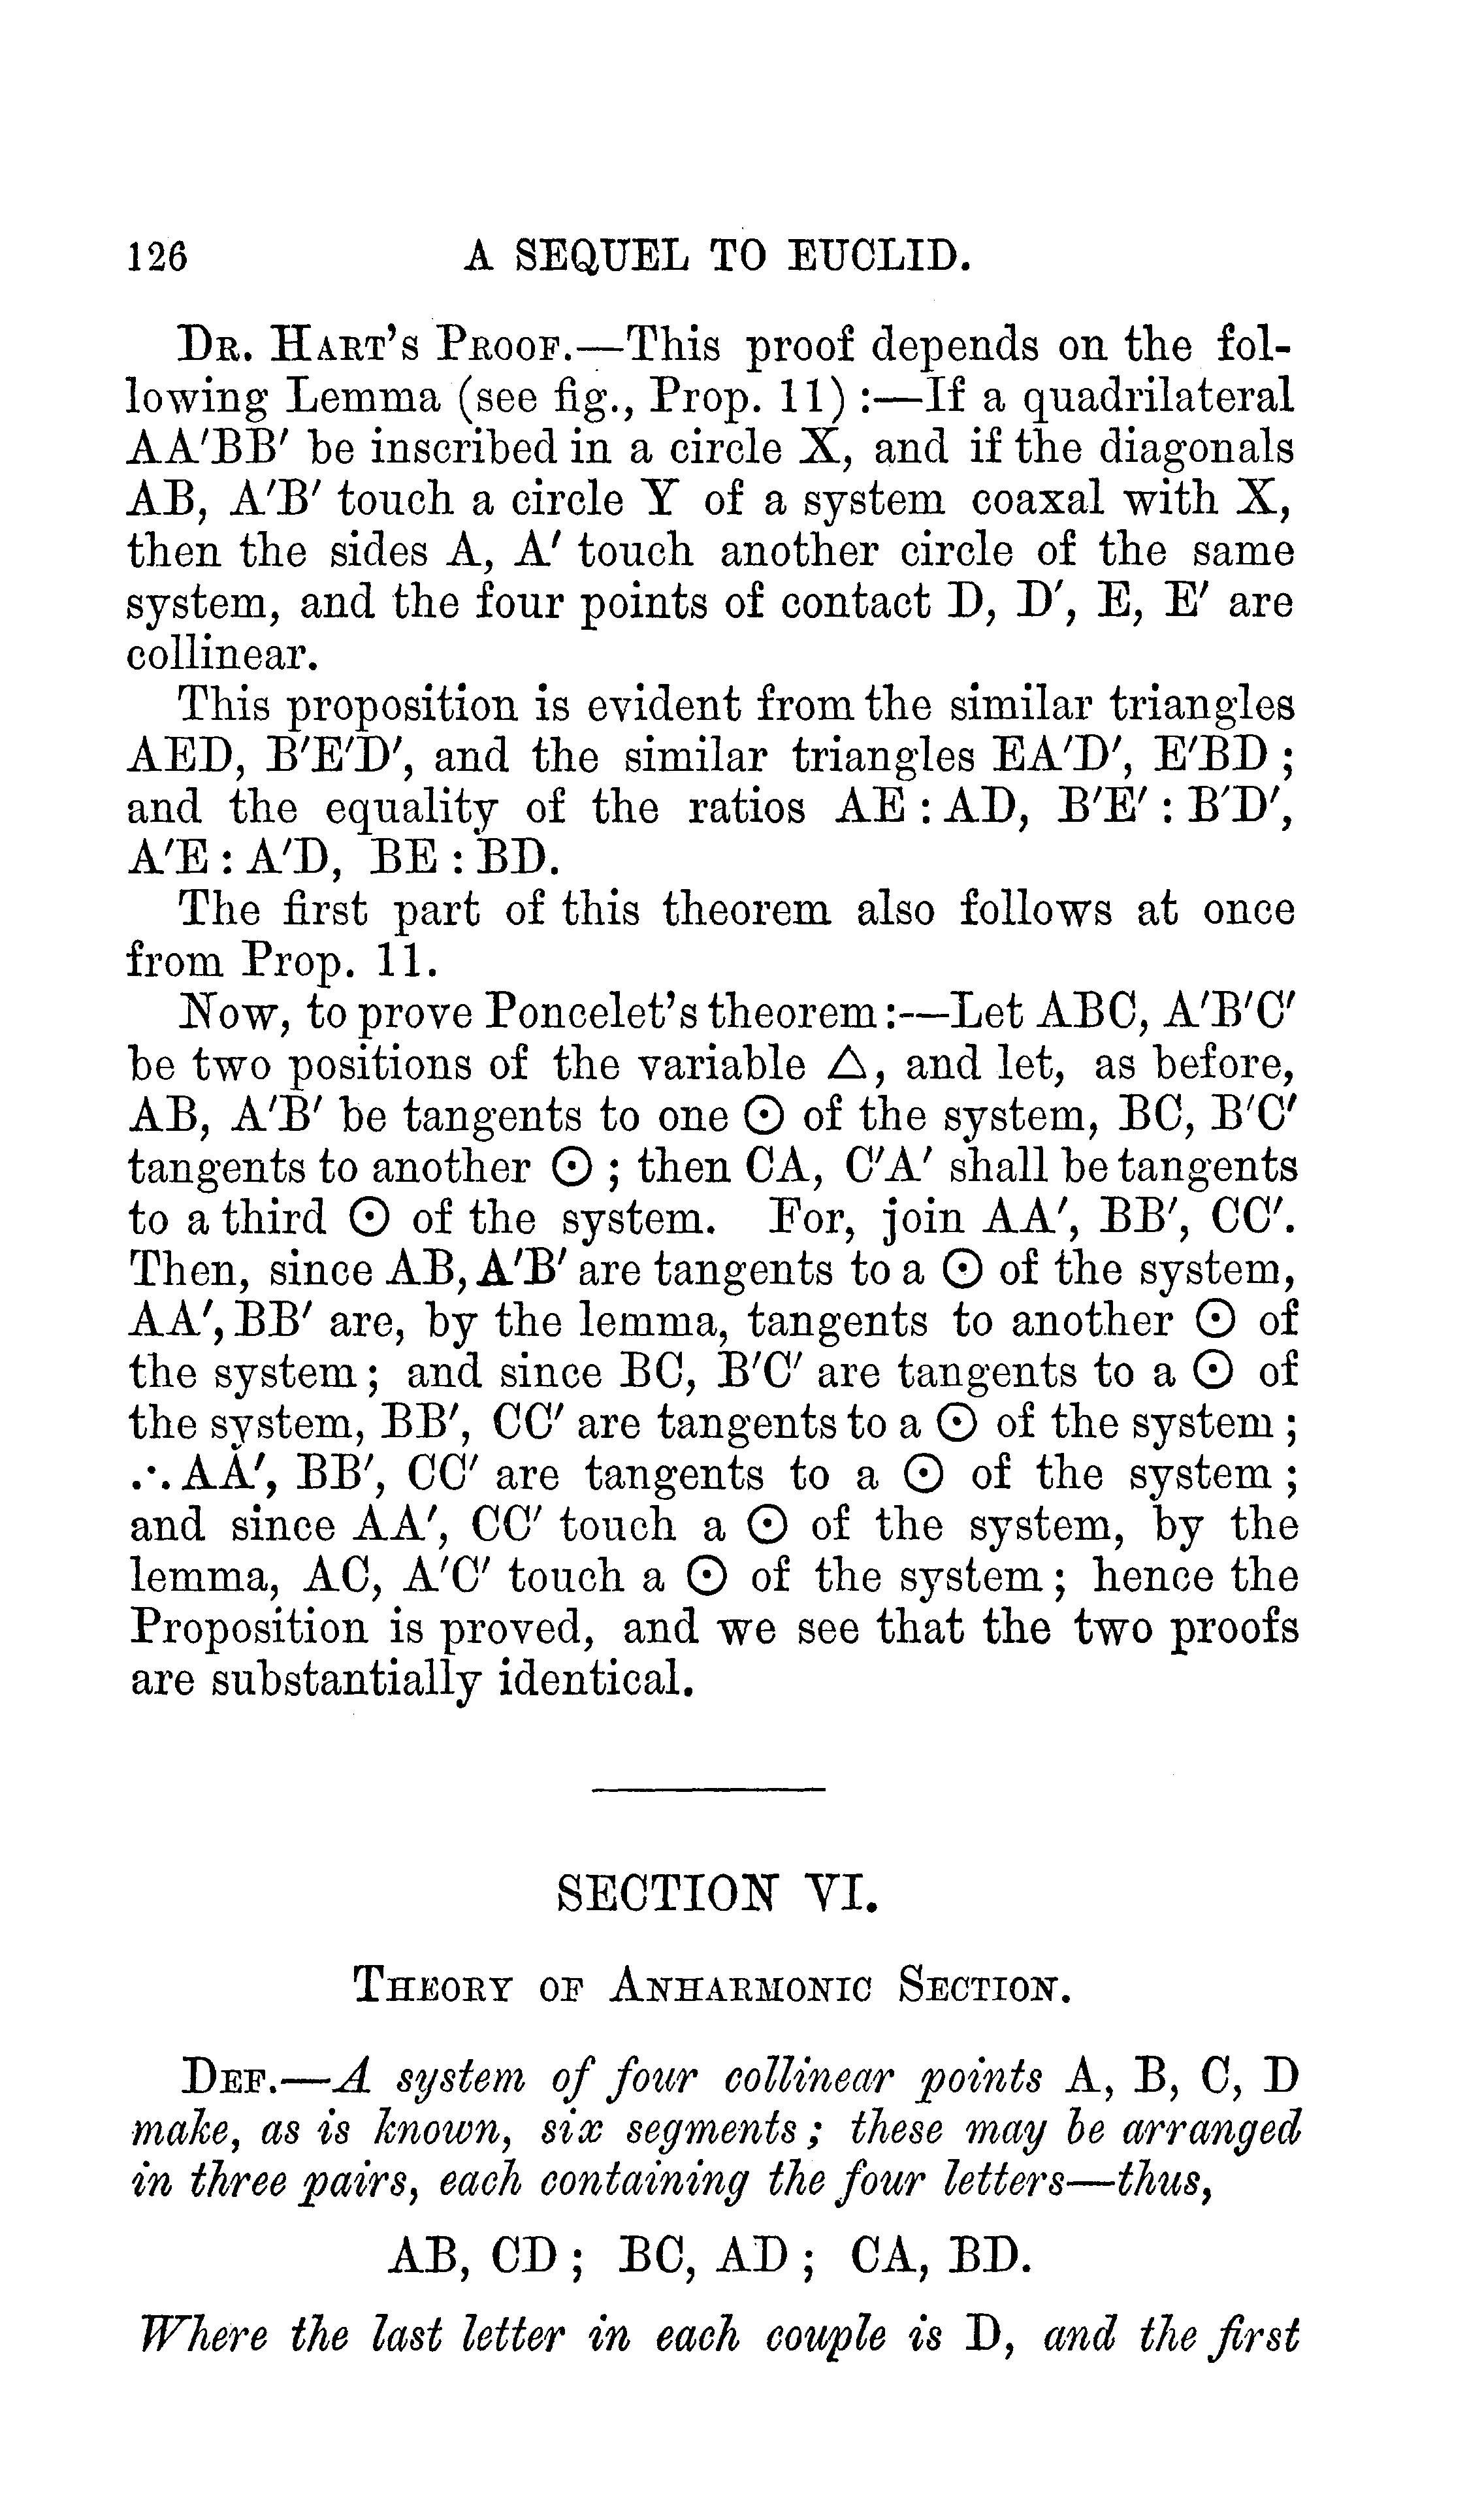 126 A SEQUEL TO EUCLID.
DR. HART'S PROOF.—This proof depends on the fol-
lowing Lemma (see fig., Prop. 11) :—If a quadrilateral
AA′BB′ be inscribed in a circle X, and if the diagonals
AB, A′B′ touch a circle Y of a system coaxal with X,
then the sides A, A′ touch another circle of the same
system, and the four points of contact D, D′, E, E′ are
collinear.
This proposition is evident from the similar triangles
AED, B′E′D′, and the similar triangles EA′D′, E′BD ;
and the equality of the ratios AE : AD, B′E′ : B′D′,
A′E : A′D, BE : BD.
The first part of this theorem also follows at once
from Prop. 11.
Now, to prove Poncelet's theorem :—Let ABC, A′B′C′
be two positions of the variable △, and let, as before,
AB, A′B′ be tangents to one ⊙ of the system, BC, B′C′
tangents to another ⊙ ; then CA, C′A′ shall be tangents
to a third ⊙ of the system. For, join AA′, BB′, CC′.
Then, since AB, A′B′ are tangents to a ⊙ of the system,
AA′, BB′ are, by the lemma, tangents to another ⊙ of
the system ; and since BC, B′C′ are tangents to a ⊙ of
the system, BB′, CC′ are tangents to a ⊙ of the system ;
∴ AA′, BB′, CC′ are tangents to a ⊙ of the system ;
and since AA′, CC′ touch a ⊙ of the system, by the
lemma, AC, A′C′ touch a ⊙ of the system ; hence the
Proposition is proved, and we see that the two proofs
are substantially identical.
SECTION VI.
THEORY OF ANHARMONIC SECTION.
DEF.—A system of four collinear points A, B, C, D
make, as is known, six segments ; these may be arranged
in three pairs, each containing the four letters—thus,
AB, CD ; BC, AD ; CA, BD.
Where the last letter in each couple is D, and the first